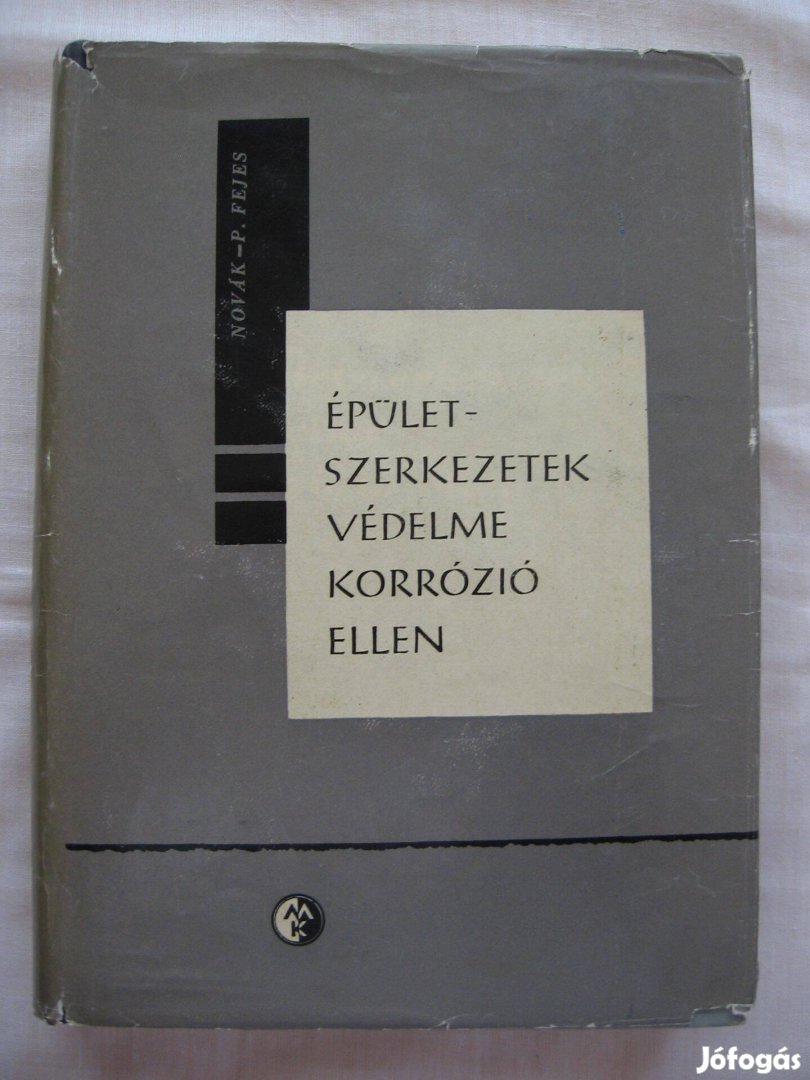 NOVÁK–P. FEJES
ÉPÜLET-
SZERKEZETEK
VÉDELME
KORRÓZIÓ
ELLEN
MK
Jófogás